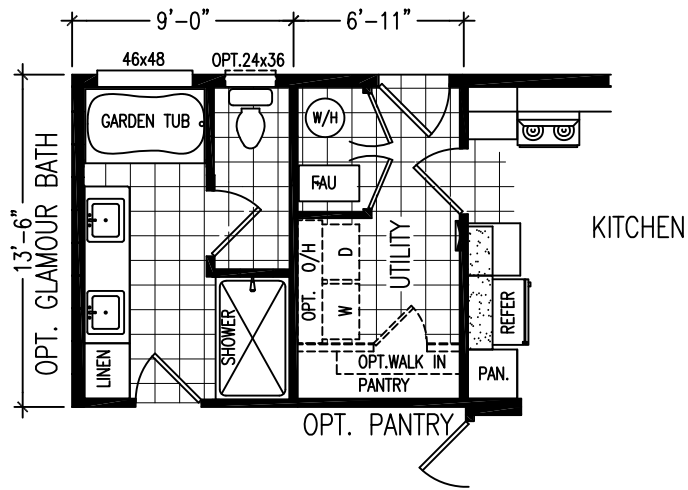 9'-0"
6'-11"
46x48
OPT.24x36
13'-6"
OPT. GLAMOUR BATH
GARDEN TUB
W/H
FAU
KITCHEN
UTILITY
OPT. O/H
D
W
REFER
SHOWER
LINEN
OPT.WALK IN
PANTRY
PAN.
OPT. PANTRY